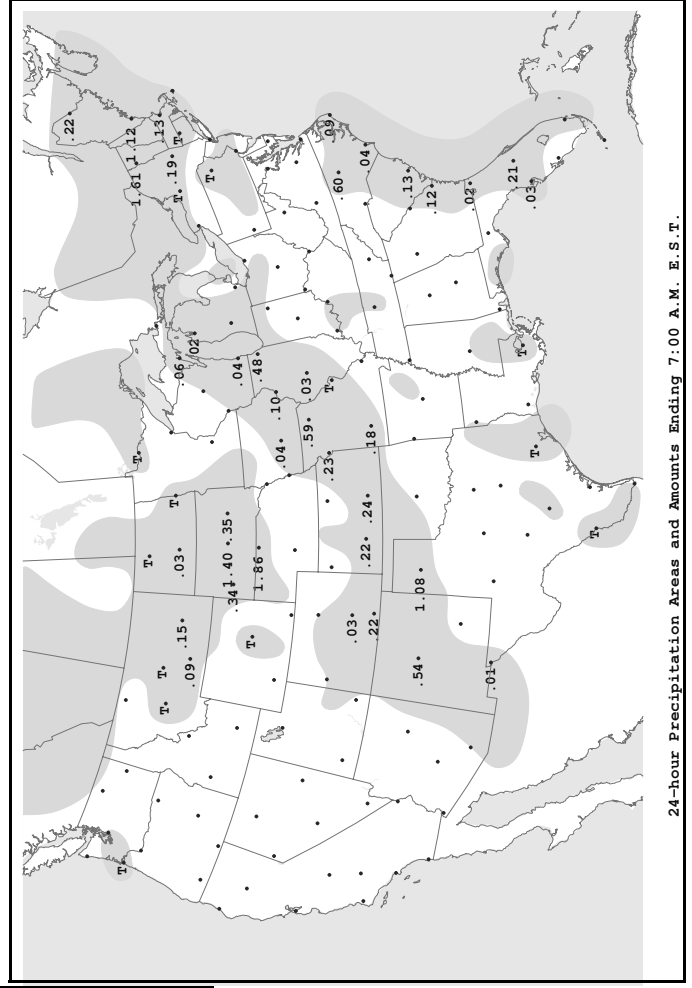 .22
T
1.12
1.61
T
T
.13
T
T
.19
T
T
T
.06
.03
.15
.09
.02
T
1.40
.35
.34
.04
T
.48
1.86
.10
.04
.03
.59
.23
T
.09
.60
.03
.04
.22
.24
.18
.22
.13
.54
1.08
.12
.02
.01
.21
T
.03
T
T
24-hour Precipitation Areas and Amounts Ending 7:00 A.M. E.S.T.